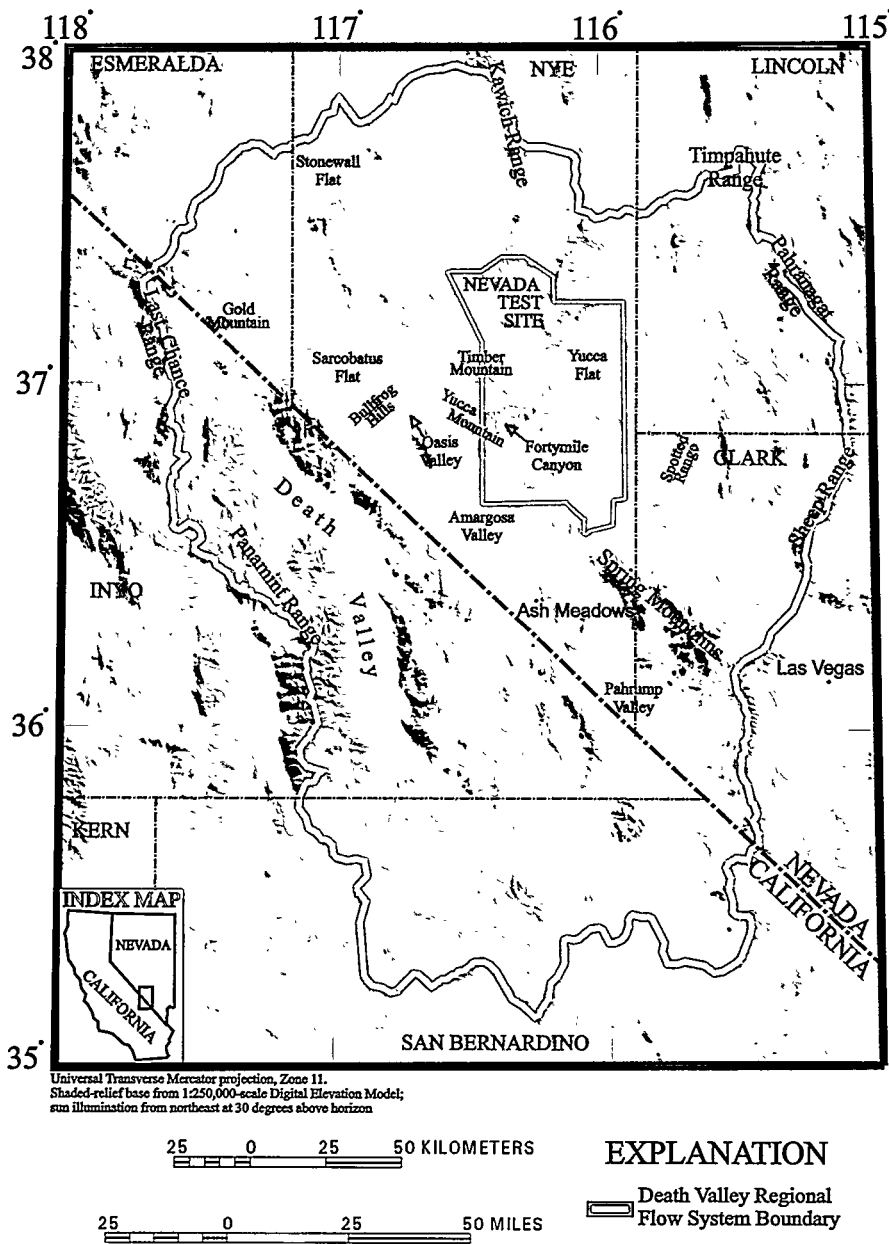 118° 117° 116° 115°
38°
ESMERALDA
NYE
LINCOLN
Kawich Range
Stonewall
Flat
Timpahute
Range
Pahranagat
Range
NEVADA
TEST
SITE
Last Chance
Range
Gold
Mountain
37°
Sarcobatus
Flat
Timber
Mountain
Yucca
Flat
Bullfrog
Hills
Yucca
Mountain
Oasis
Valley
Fortymile
Canyon
Spotted
Range
CLARK
Sheep Range
Death
Valley
Amargosa
Valley
Panamint Range
INYO
Spring Mountains
Ash Meadows
Las Vegas
Pahrump
Valley
36°
KERN
NEVADA
CALIFORNIA
INDEX MAP
NEVADA
CALIFORNIA
SAN BERNARDINO
35°
Universal Transverse Mercator projection, Zone 11.
Shaded-relief base from 1:250,000-scale Digital Elevation Model;
sun illumination from northeast at 30 degrees above horizon
25 0 25 50 KILOMETERS
25 0 25 50 MILES
EXPLANATION
Death Valley Regional
Flow System Boundary